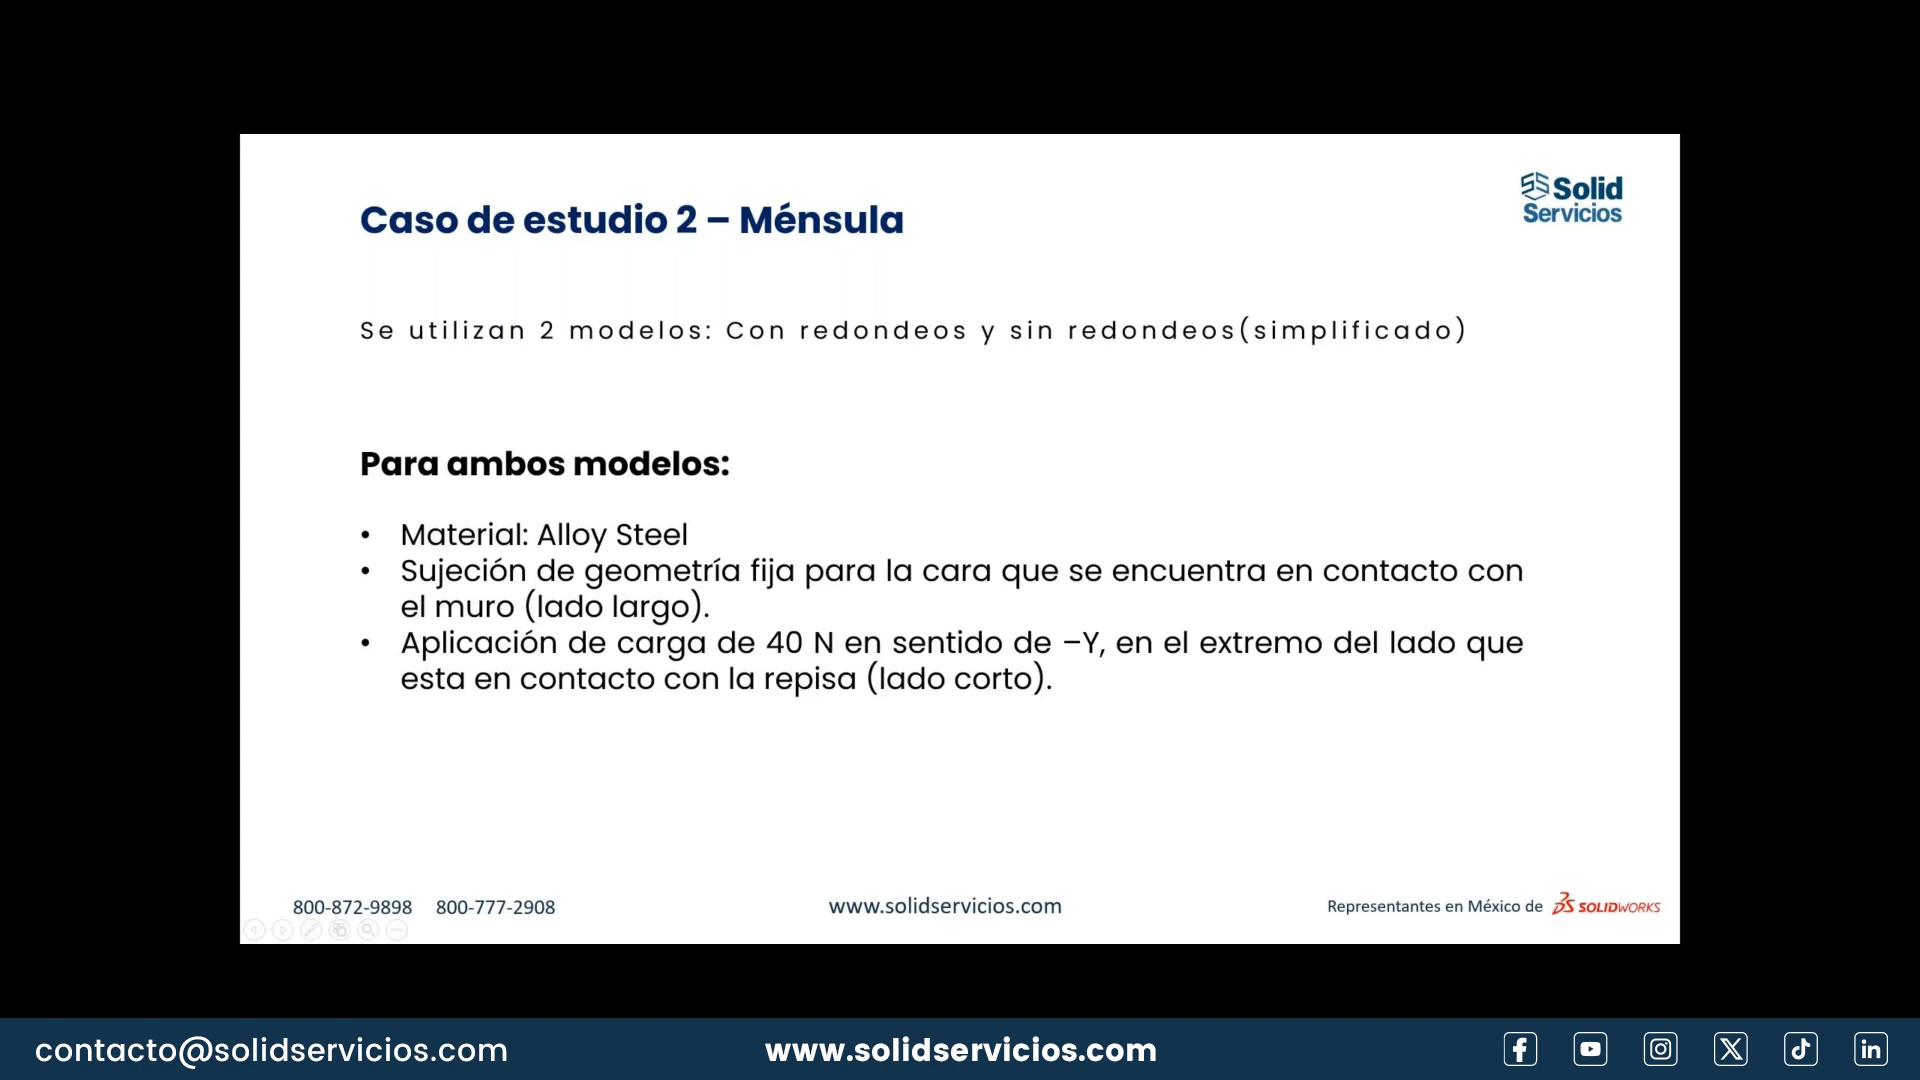 Solid
Servicios
Caso de estudio 2 – Ménsula
Se utilizan 2 modelos: Con redondeos y sin redondeos(simplificado)
Para ambos modelos:
• Material: Alloy Steel
• Sujeción de geometría fija para la cara que se encuentra en contacto con
el muro (lado largo).
• Aplicación de carga de 40 N en sentido de –Y, en el extremo del lado que
esta en contacto con la repisa (lado corto).
800-872-9898 800-777-2908
www.solidservicios.com
Representantes en México de SOLIDWORKS
contacto@solidservicios.com
www.solidservicios.com